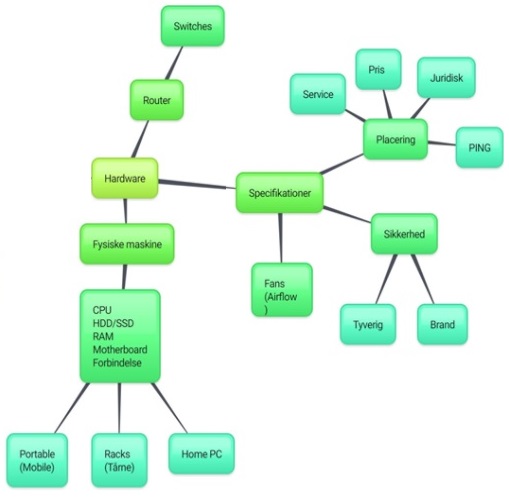 Switches
Router
Hardware
Fysiske maskine
CPU
HDD/SSD
RAM
Motherboard
Forbindelse
Portable
(Mobile)
Racks
(Tårne)
Home PC
Specifikationer
Fans
(Airflow
)
Placering
Service
Pris
Juridisk
PING
Sikkerhed
Tyverig
Brand